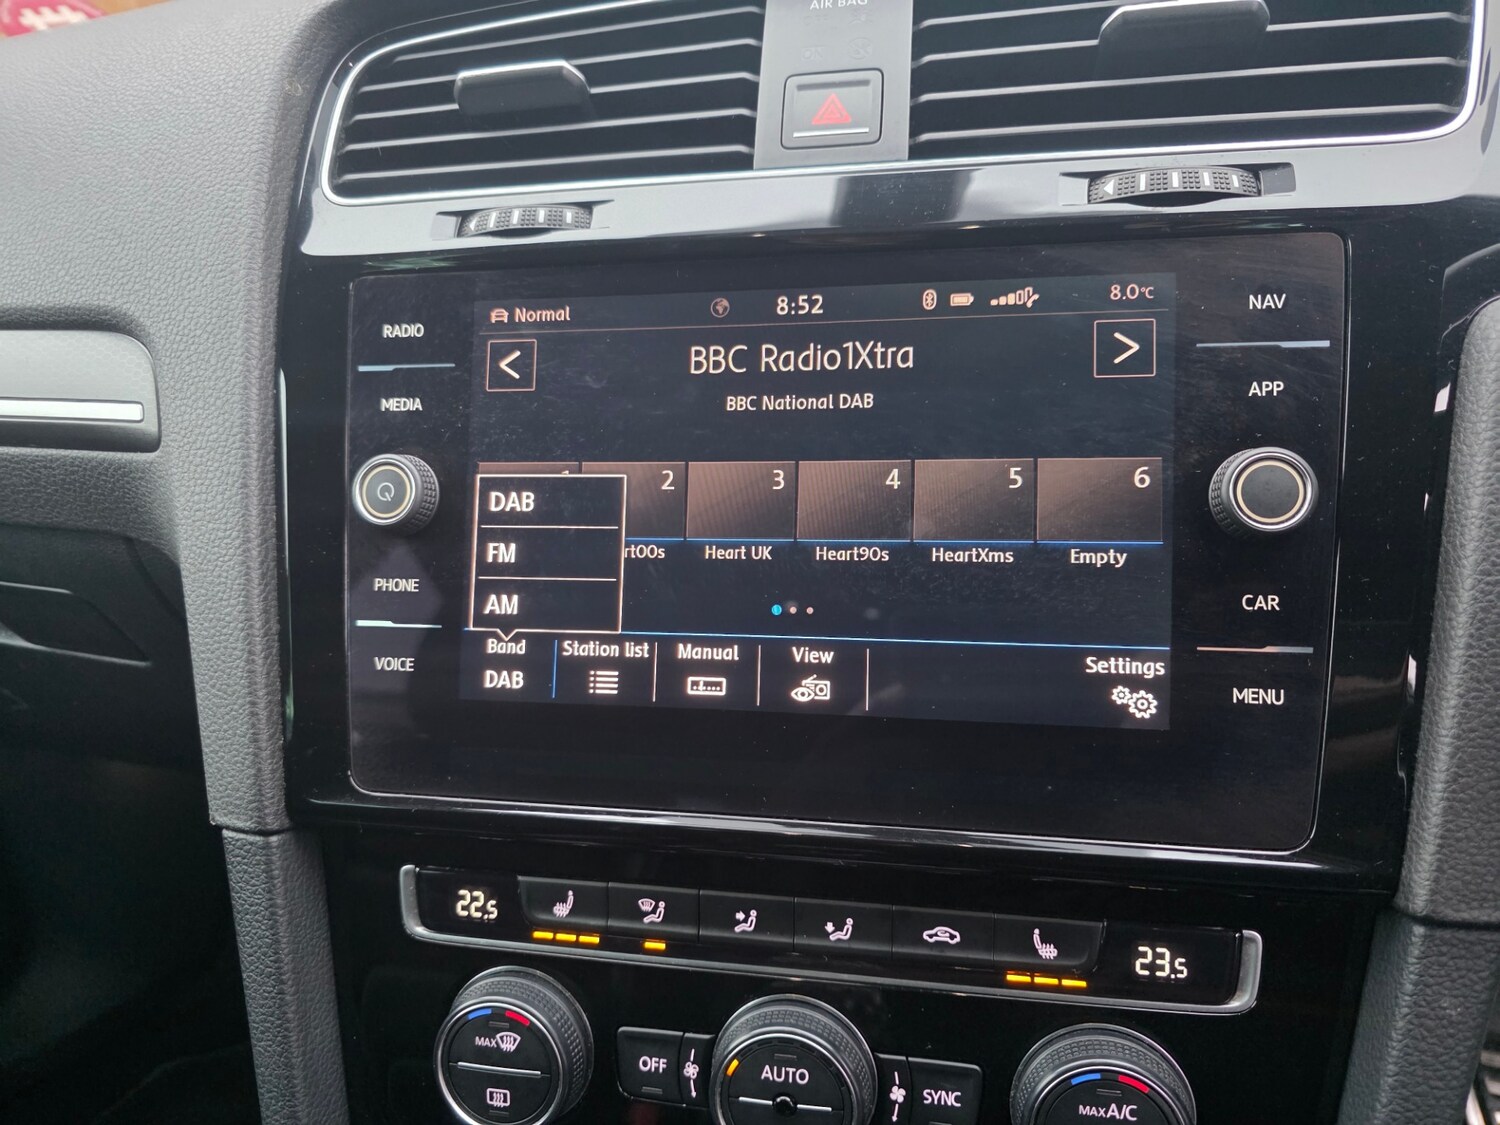 AIR BAG
RADIO
MEDIA
PHONE
VOICE
Normal
8:52
8.0°C
<
BBC Radio1Xtra
>
BBC National DAB
2
3
4
5
6
rt00s
Heart UK
Heart90s
HeartXms
Empty
DAB
FM
AM
Band
DAB
Station list
Manual
View
Settings
NAV
APP
CAR
MENU
22.5
23.5
MAX
OFF
AUTO
SYNC
MAX A/C